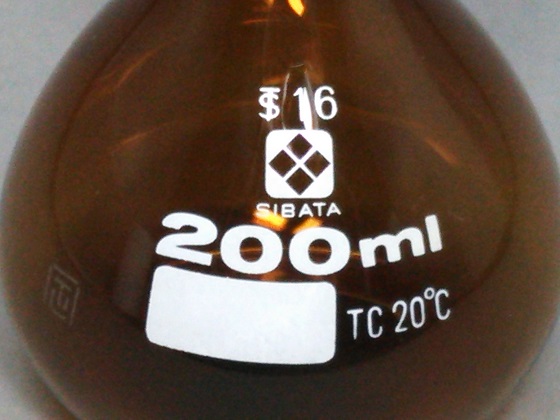 $ 16
SIBATA
200ml
TC 20°C